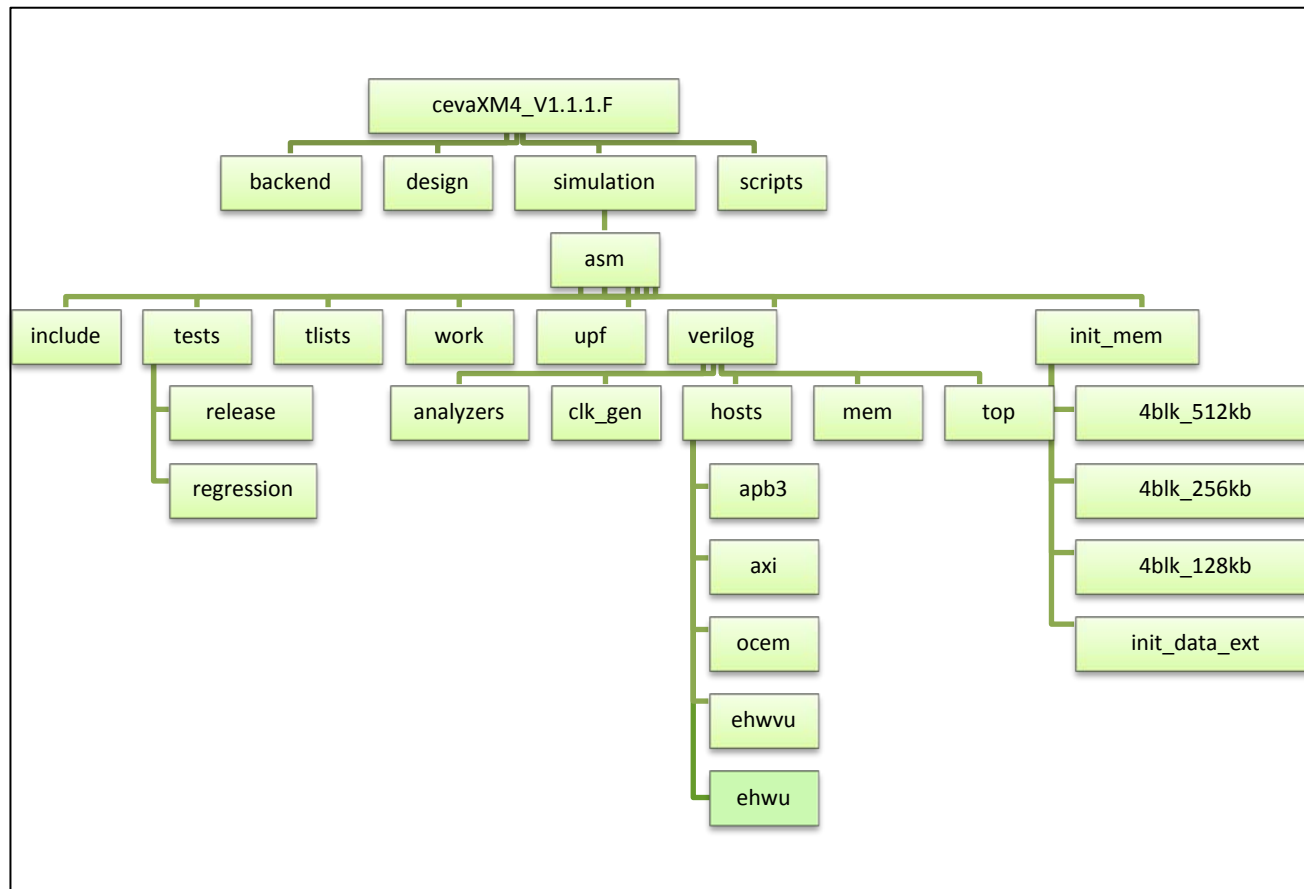 cevaXM4_V1.1.1.F
backend
design
simulation
scripts
asm
include
tests
tlists
work
upf
verilog
init_mem
release
analyzers
clk_gen
hosts
mem
top
4blk_512kb
regression
apb3
4blk_256kb
axi
4blk_128kb
ocem
init_data_ext
ehwvu
ehwu